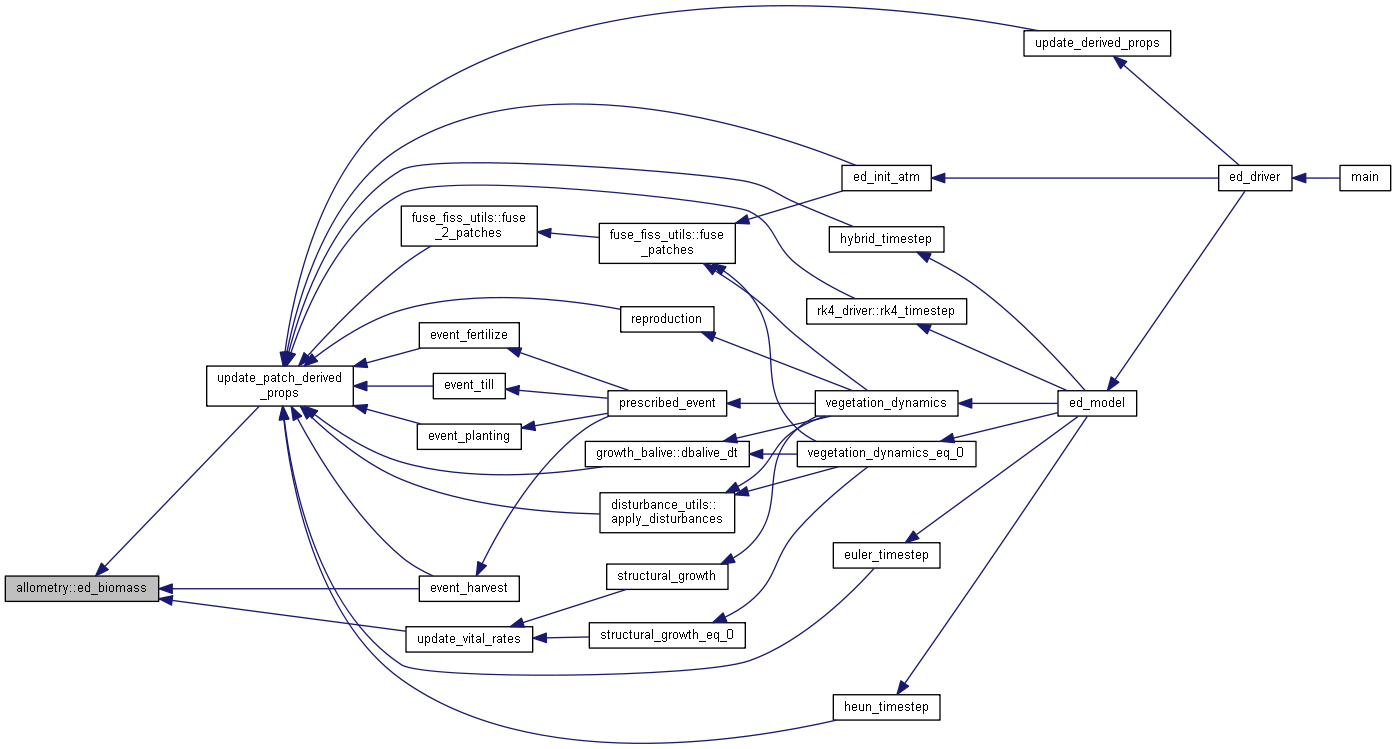 update_derived_props
ed_init_atm
ed_driver
main
fuse_fiss_utils::fuse
_2_patches
fuse_fiss_utils::fuse
_patches
hybrid_timestep
rk4_driver::rk4_timestep
reproduction
event_fertilize
update_patch_derived
_props
event_till
prescribed_event
vegetation_dynamics
ed_model
event_planting
growth_balive::dbalive_dt
vegetation_dynamics_eq_0
disturbance_utils::
apply_disturbances
euler_timestep
allometry::ed_biomass
event_harvest
structural_growth
update_vital_rates
structural_growth_eq_0
heun_timestep